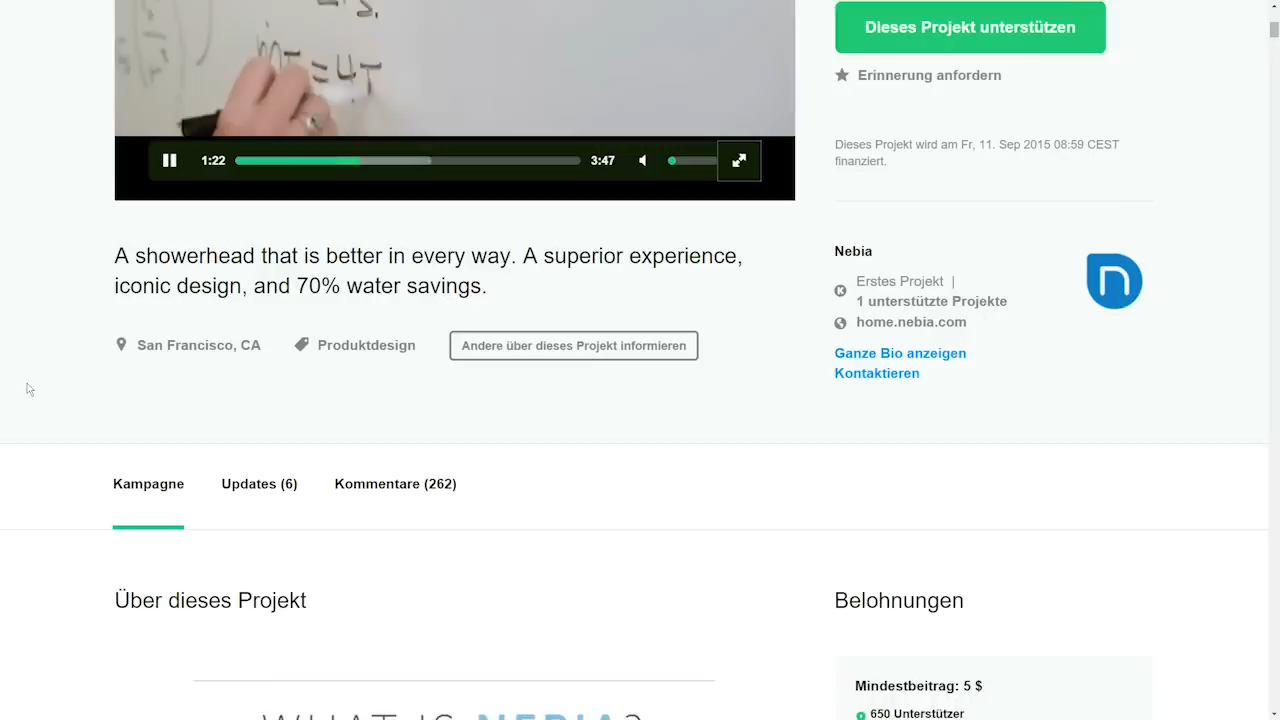 Dieses Projekt unterstützen
Erinnerung anfordern
1:22
3:47
Dieses Projekt wird am Fr, 11. Sep 2015 08:59 CEST
finanziert.
A showerhead that is better in every way. A superior experience,
iconic design, and 70% water savings.
San Francisco, CA
Produktdesign
Andere über dieses Projekt informieren
Nebia
Erstes Projekt |
1 unterstützte Projekte
home.nebia.com
Ganze Bio anzeigen
Kontaktieren
n
Kampagne
Updates (6)
Kommentare (262)
Über dieses Projekt
Belohnungen
WHAT IS NEBIA?
Mindestbeitrag: 5 $
650 Unterstützer